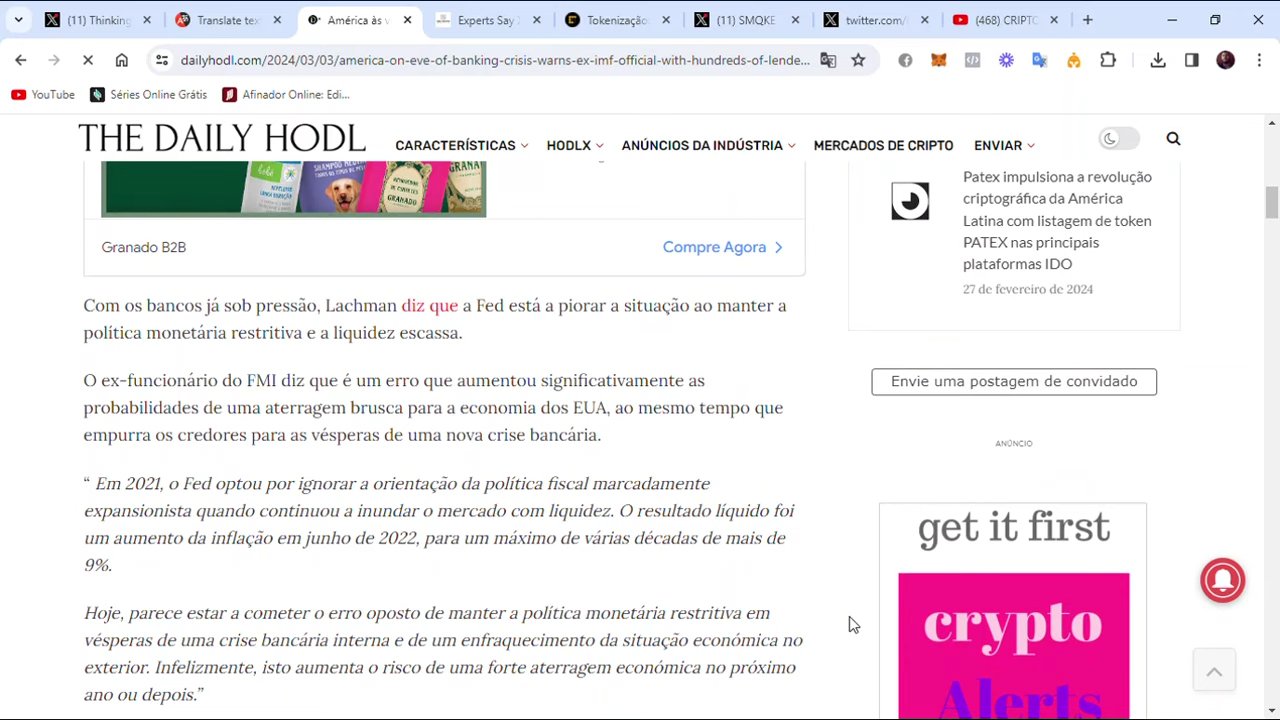 (11) Thinking
Translate tex
América às v
Experts Say
Tokenização
(11) SMQKE
twitter.com/
(468) CRIPTO
dailyhodl.com/2024/03/03/america-on-eve-of-banking-crisis-warns-ex-imf-official-with-hundreds-of-lende...
YouTube
Séries Online Grátis
Afinador Online: Edi...
THE DAILY HODL
CARACTERÍSTICAS
HODLX
ANÚNCIOS DA INDÚSTRIA
MERCADOS DE CRIPTO
ENVIAR
GRANADO
Granado B2B
Compre Agora
Com os bancos já sob pressão, Lachman diz que a Fed está a piorar a situação ao manter a
política monetária restritiva e a liquidez escassa.
O ex-funcionário do FMI diz que é um erro que aumentou significativamente as
probabilidades de uma aterragem brusca para a economia dos EUA, ao mesmo tempo que
empurra os credores para as vésperas de uma nova crise bancária.
“ Em 2021, o Fed optou por ignorar a orientação da política fiscal marcadamente
expansionista quando continuou a inundar o mercado com liquidez. O resultado líquido foi
um aumento da inflação em junho de 2022, para um máximo de várias décadas de mais de
9%.
Hoje, parece estar a cometer o erro oposto de manter a política monetária restritiva em
vésperas de uma crise bancária interna e de um enfraquecimento da situação económica no
exterior. Infelizmente, isto aumenta o risco de uma forte aterragem económica no próximo
ano ou depois.”
Patex impulsiona a revolução
criptográfica da América
Latina com listagem de token
PATEX nas principais
plataformas IDO
27 de fevereiro de 2024
Envie uma postagem de convidado
ANÚNCIO
get it first
crypto
Alerts